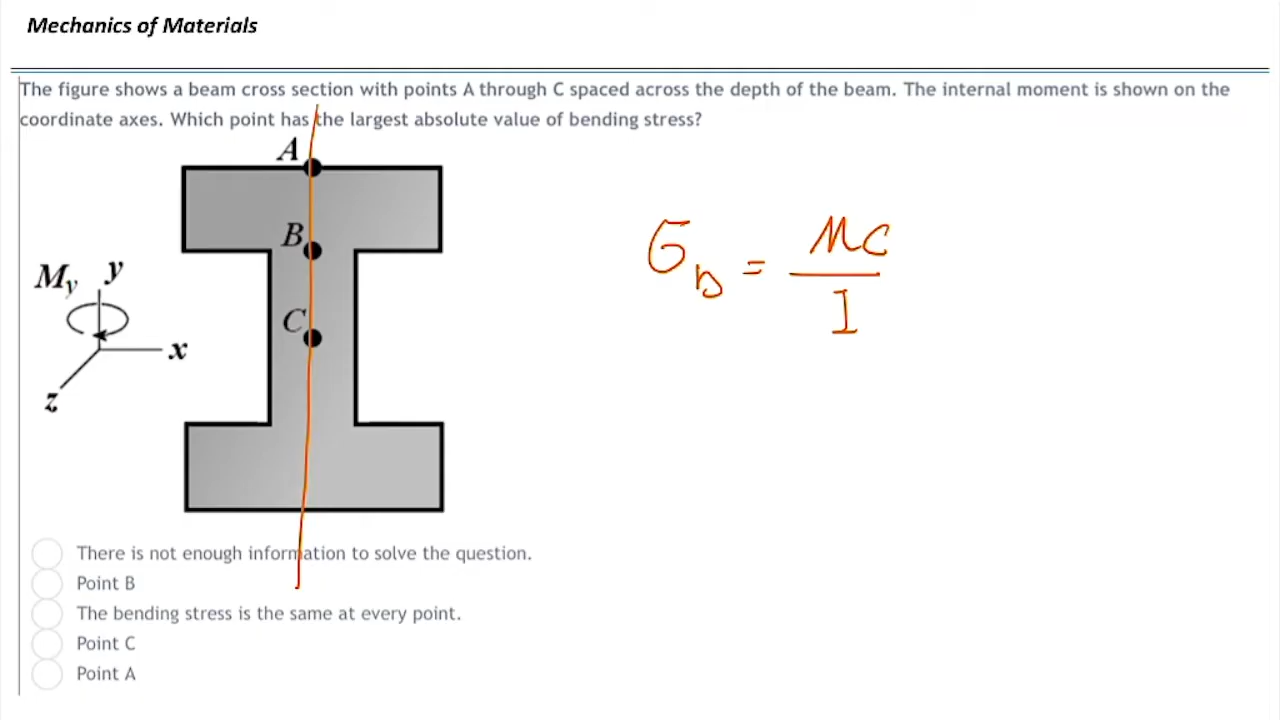 Mechanics of Materials
The figure shows a beam cross section with points A through C spaced across the depth of the beam. The internal moment is shown on the
coordinate axes. Which point has the largest absolute value of bending stress?
A
B
C
My y
x
z
σb = MC
I
There is not enough information to solve the question.
Point B
The bending stress is the same at every point.
Point C
Point A